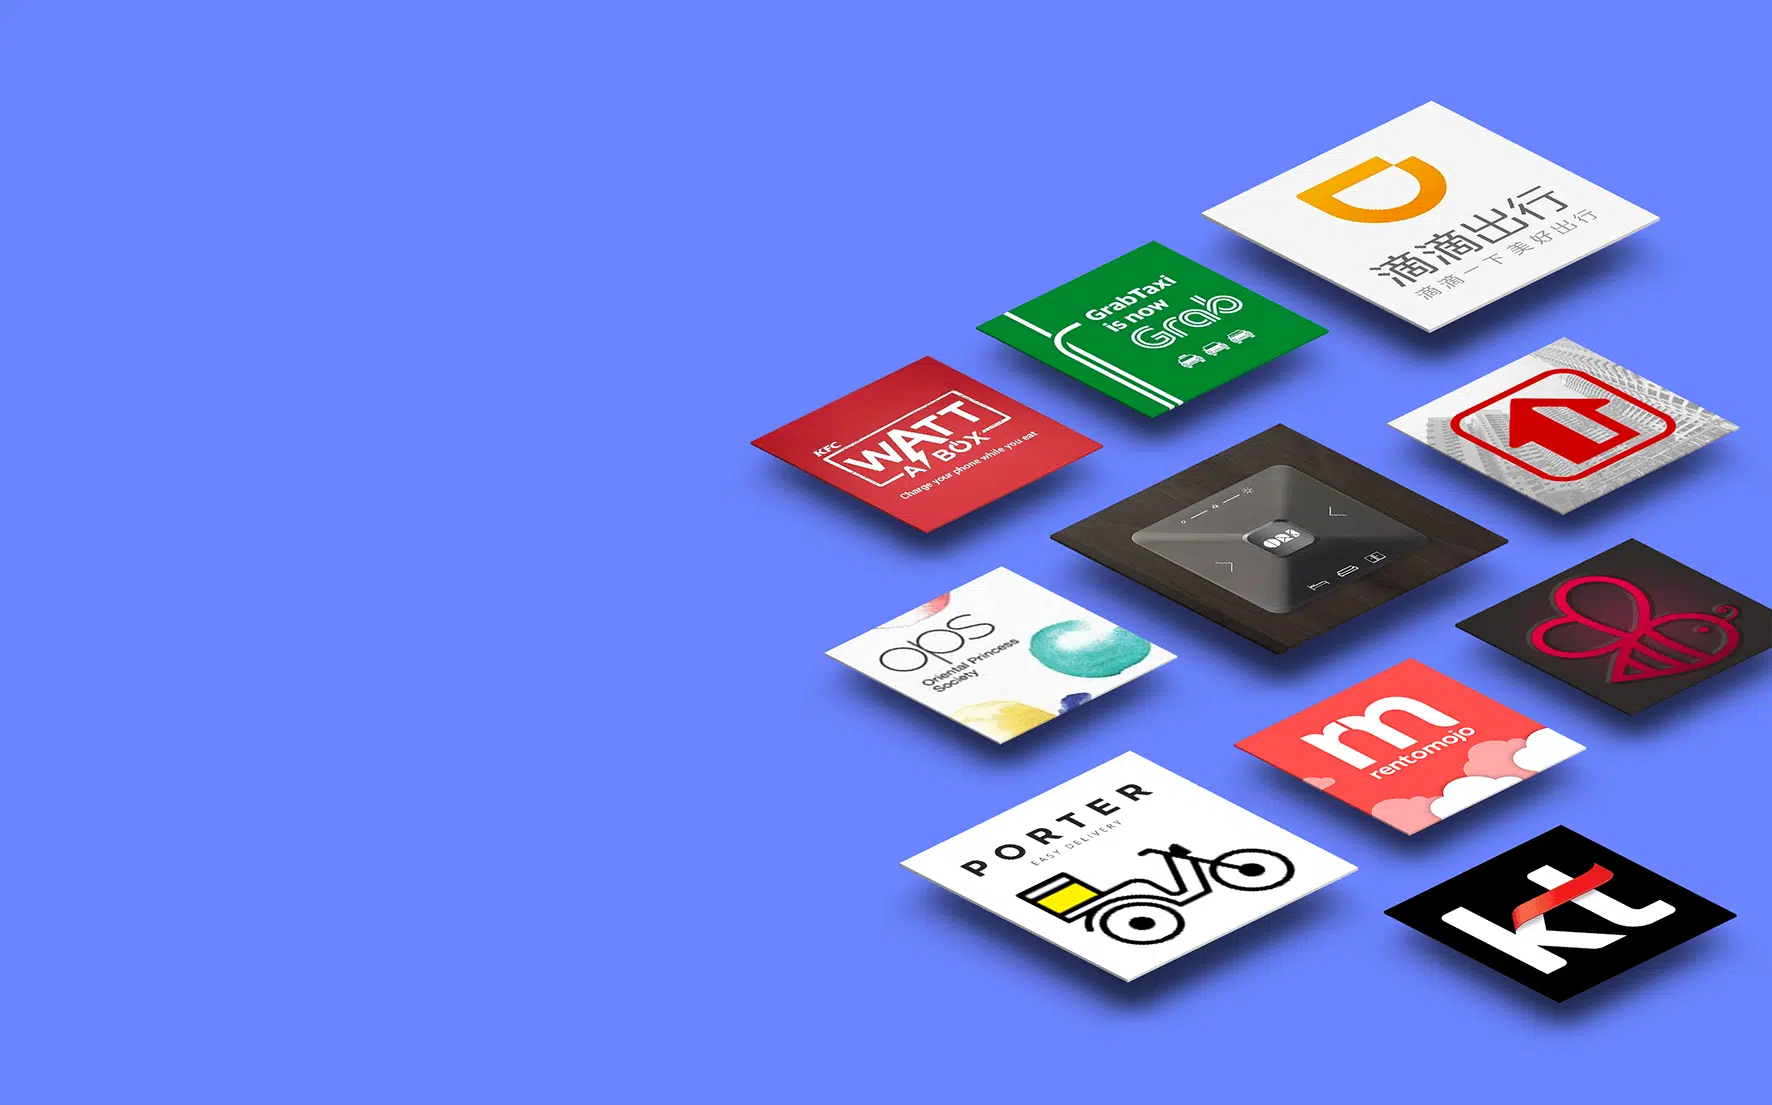 滴滴出行
滴滴一下 美好出行
GrabTaxi
is now
Grab
KFC
WATT
A BOX
Charge your phone while you eat
ops
Oriental Princess
Society
rm
rentomojo
PORTER
EASY DELIVERY
kt